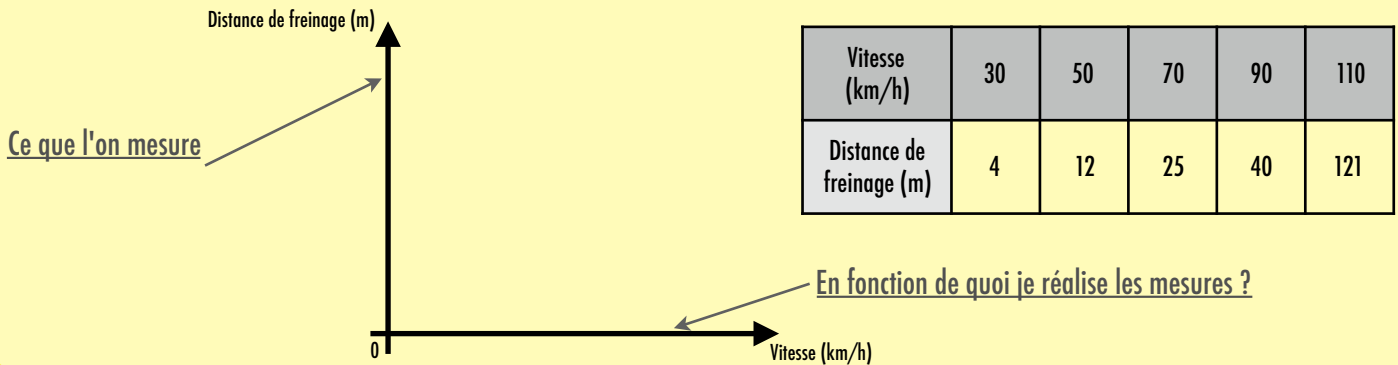 Distance de freinage (m)
Ce que l'on mesure
Vitesse
(km/h)
30
50
70
90
110
Distance de
freinage (m)
4
12
25
40
121
En fonction de quoi je réalise les mesures ?
0
Vitesse (km/h)